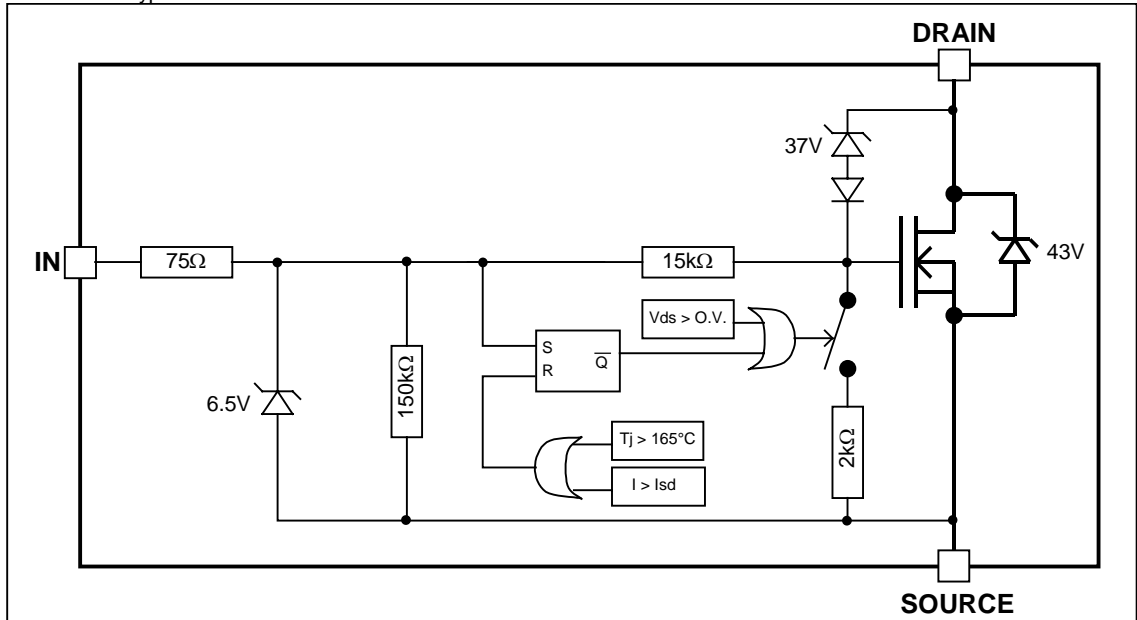 DRAIN
37V
IN
75Ω
15kΩ
43V
Vds > O.V.
S
R
Q̅
150kΩ
6.5V
Tj > 165°C
I > Isd
2kΩ
SOURCE